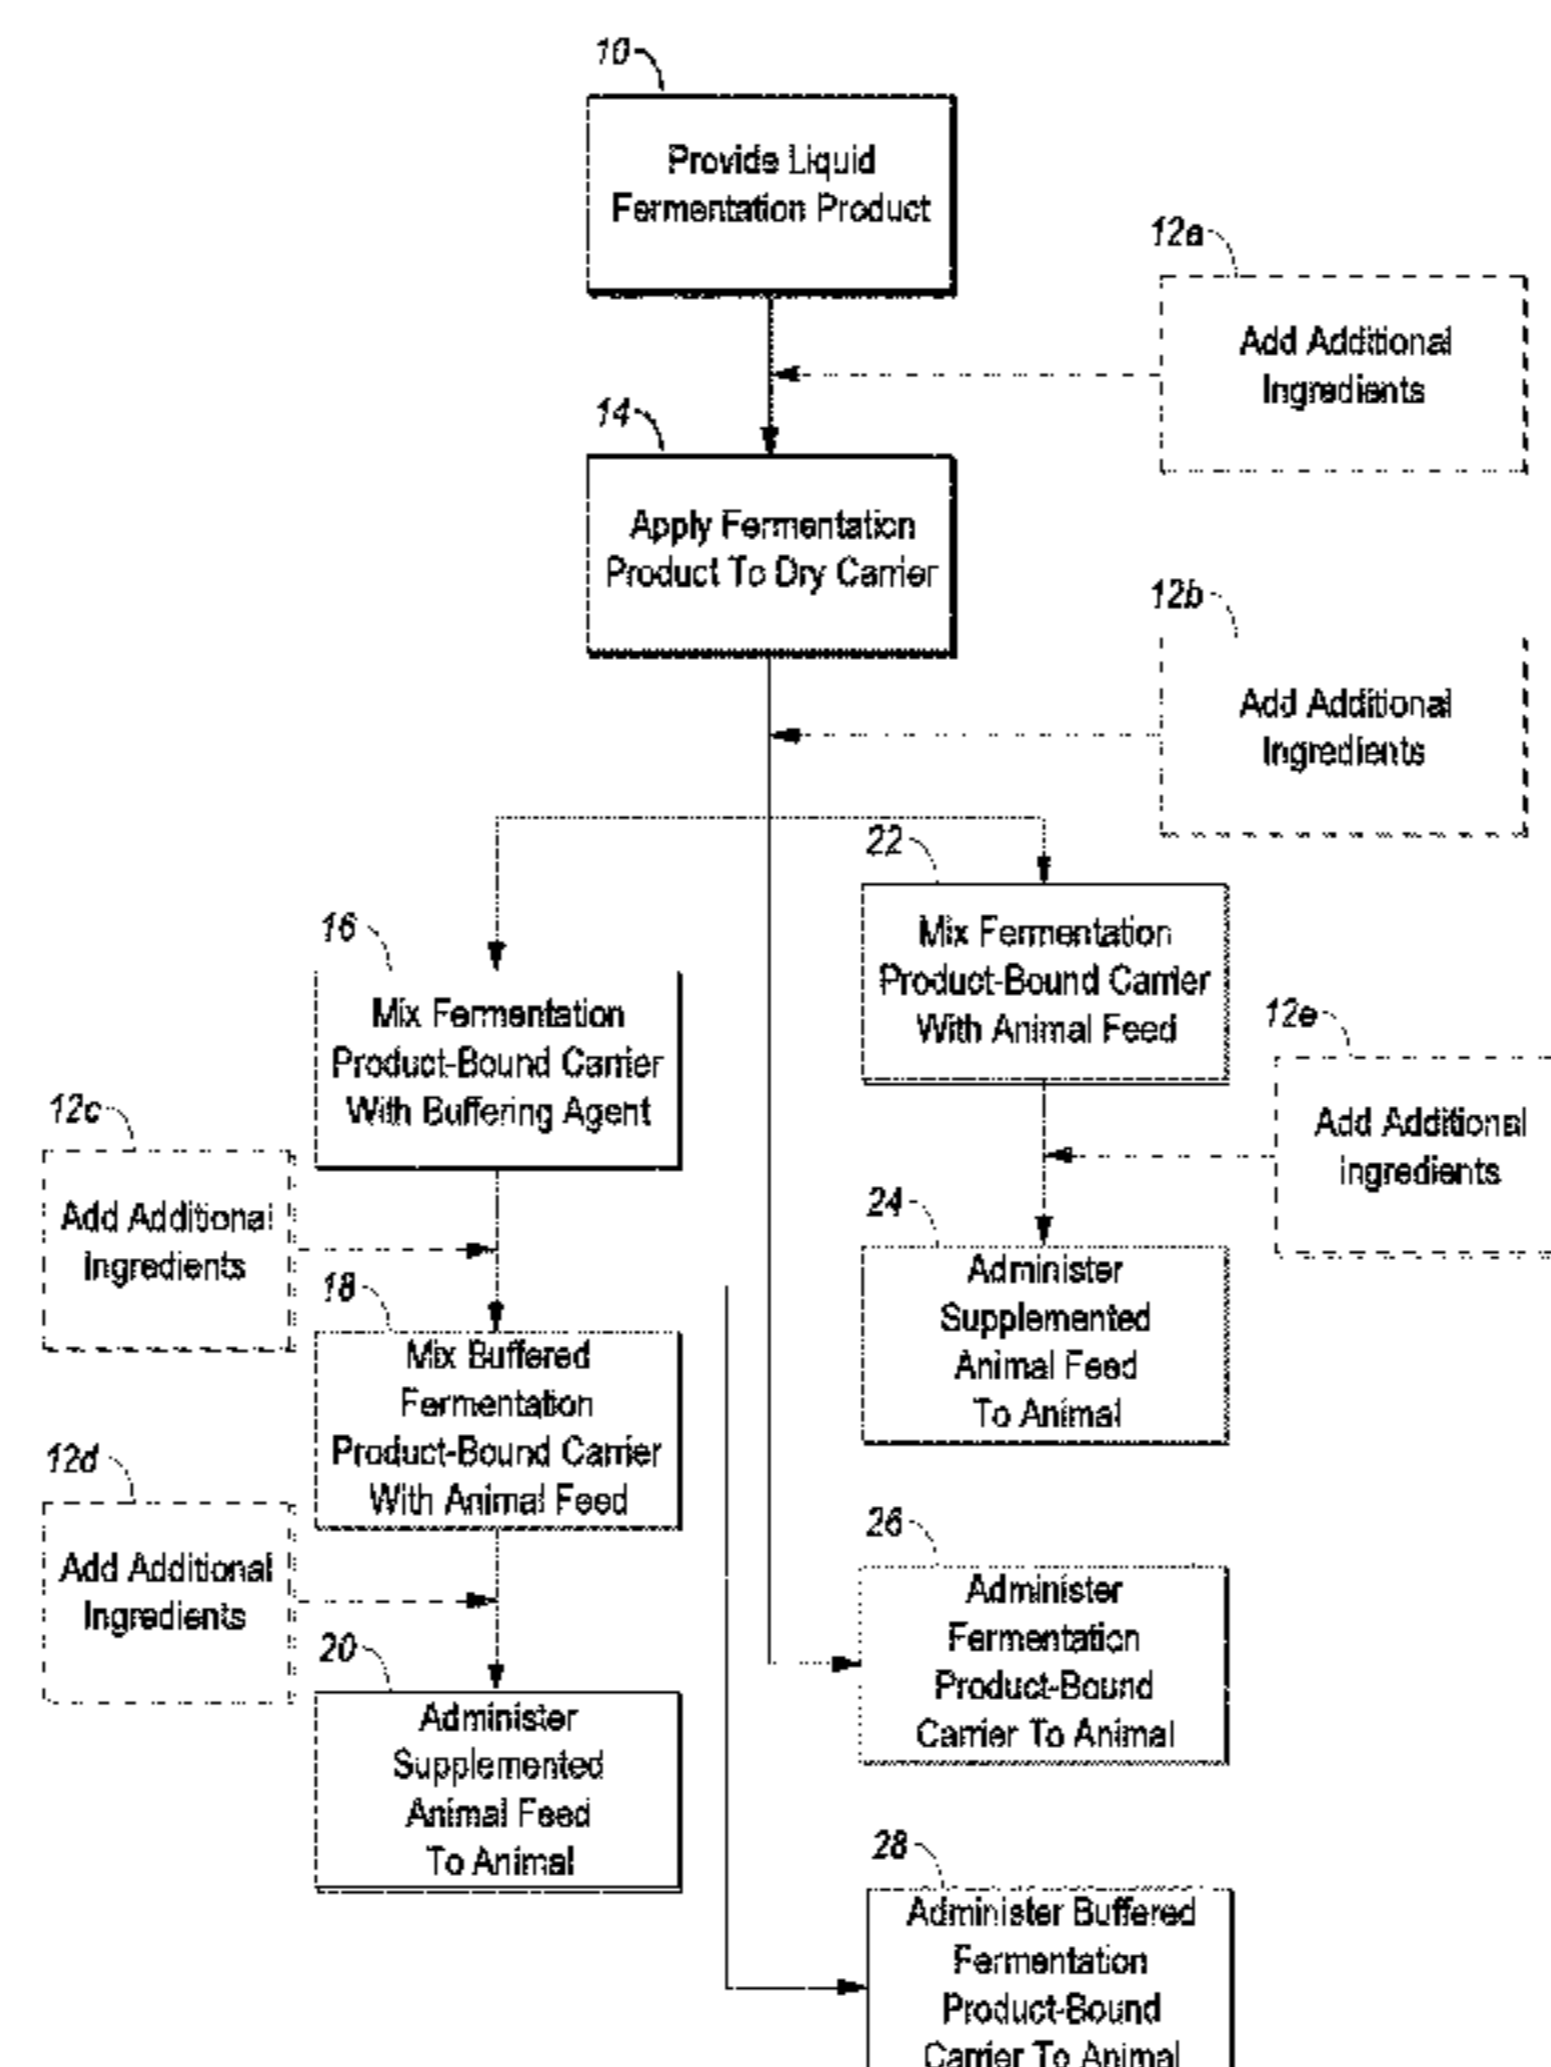 10
Provide Liquid
Fermentation Product
12a
Add Additional
Ingredients
14
Apply Fermentation
Product To Dry Carrier
12b
Add Additional
Ingredients
22
Mix Fermentation
Product-Bound Carrier
With Animal Feed
16
Mix Fermentation
Product-Bound Carrier
With Buffering Agent
12e
Add Additional
Ingredients
12c
Add Additional
Ingredients
24
Administer
Supplemented
Animal Feed
To Animal
18
Mix Buffered
Fermentation
Product-Bound Carrier
With Animal Feed
12d
Add Additional
Ingredients
26
Administer
Fermentation
Product-Bound
Carrier To Animal
20
Administer
Supplemented
Animal Feed
To Animal
28
Administer Buffered
Fermentation
Product-Bound
Carrier To Animal